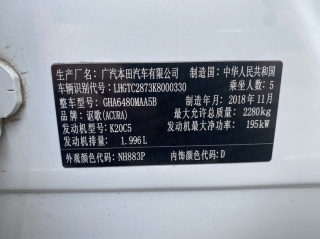 生产厂名：广汽本田汽车有限公司 制造国：中华人民共和国
车辆识别代号：LHGTC2873K8000330 乘坐人数：5
整车型号：GHA6480MAA5B 制造年月：2018年11月
品牌：讴歌(ACURA) 最大允许总质量：2280kg
发动机型号：K20C5 发动机最大净功率：195kW
发动机排量：1.996L
外观颜色代码：NH883P 内饰颜色代码：D